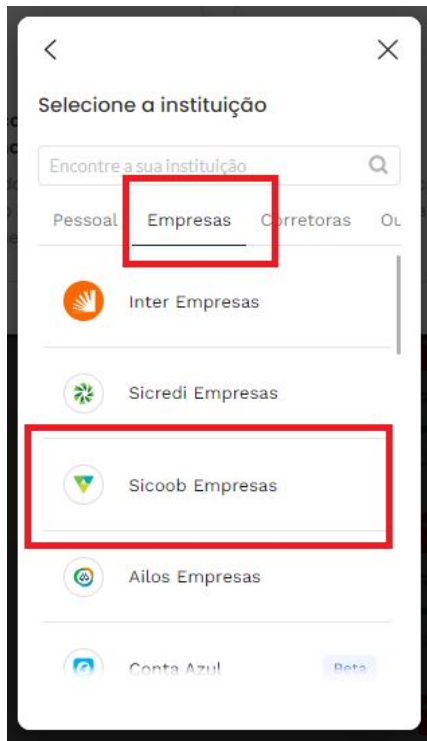 Selecione a instituição
Encontre a sua instituição
Pessoal Empresas Corretoras Ou
Inter Empresas
Sicredi Empresas
Sicoob Empresas
Ailos Empresas
Conta Azul Beta